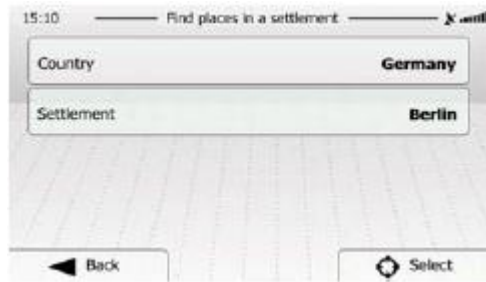 15:10 Find places in a settlement
Country Germany
Settlement Berlin
Back Select